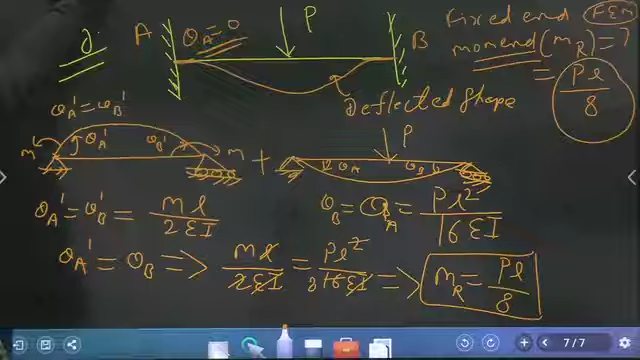 2.
A θA = 0 P B
Fixed end FEM
moment (MR) = ?
= Pl/8
Deflected shape
θA' = θB'
M θA' θB' M + P θA θB
θA' = θB' = Ml/2EI θB = θA = Pl²/16EI
θA' = θB => Ml/2EI = Pl²/8 16EI => MR = Pl/8
7/7